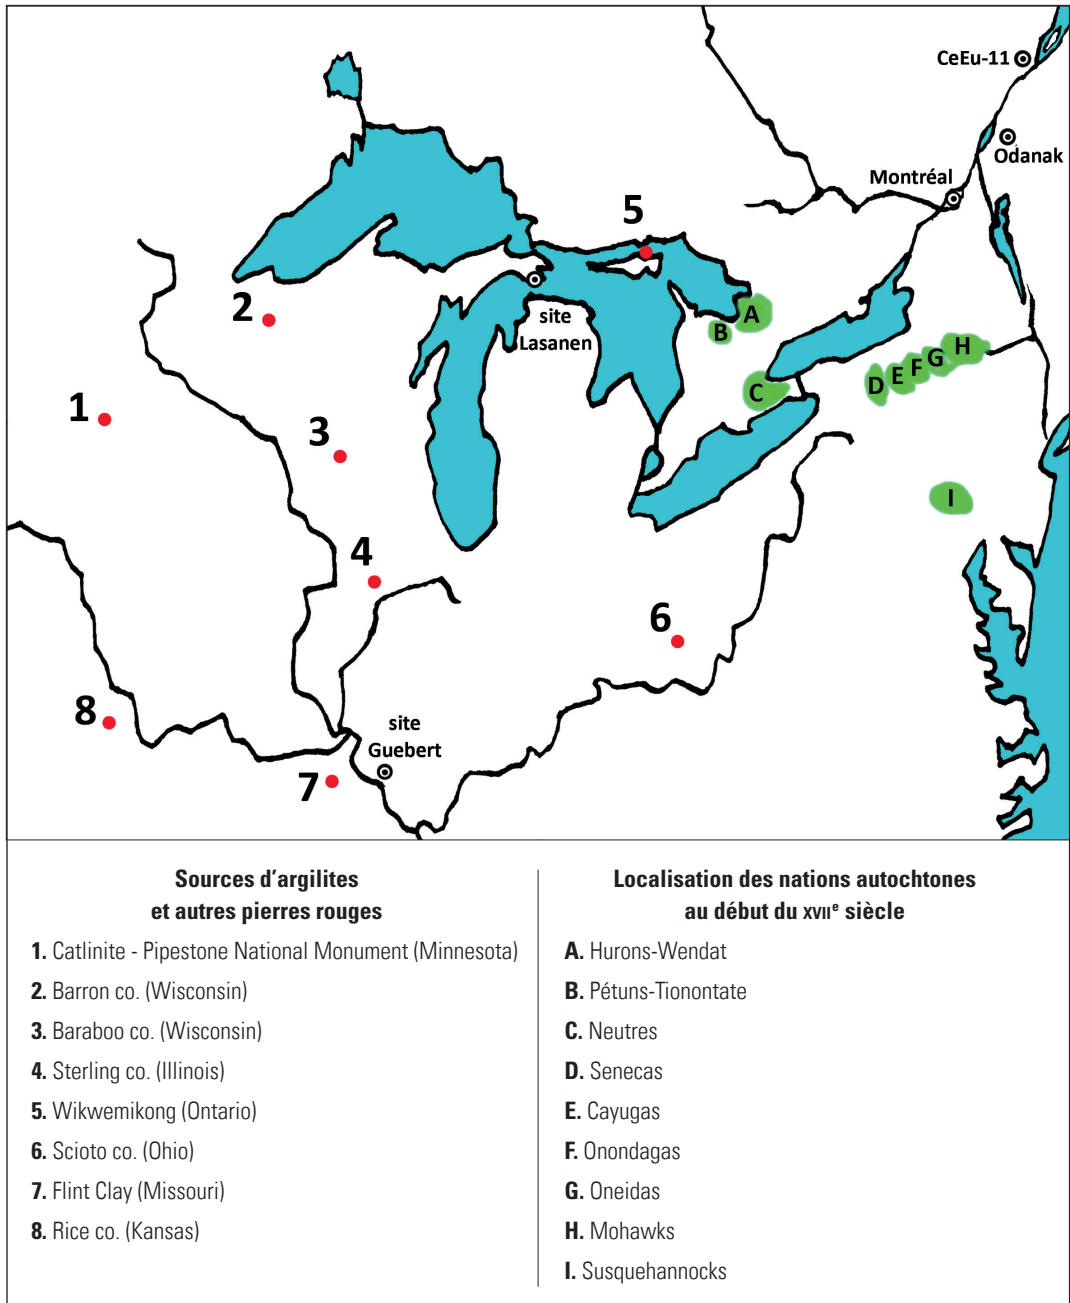 CeEu-11
Odanak
Montréal
5
2
site
Lasanen
A
B
H
G
F
E
D
C
1
3
I
4
6
8
site
Guebert
7
Sources d'argilites
et autres pierres rouges
1. Catlinite - Pipestone National Monument (Minnesota)
2. Barron co. (Wisconsin)
3. Baraboo co. (Wisconsin)
4. Sterling co. (Illinois)
5. Wikwemikong (Ontario)
6. Scioto co. (Ohio)
7. Flint Clay (Missouri)
8. Rice co. (Kansas)
Localisation des nations autochtones
au début du XVIIe siècle
A. Hurons-Wendat
B. Pétuns-Tionontate
C. Neutres
D. Senecas
E. Cayugas
F. Onondagas
G. Oneidas
H. Mohawks
I. Susquehannocks